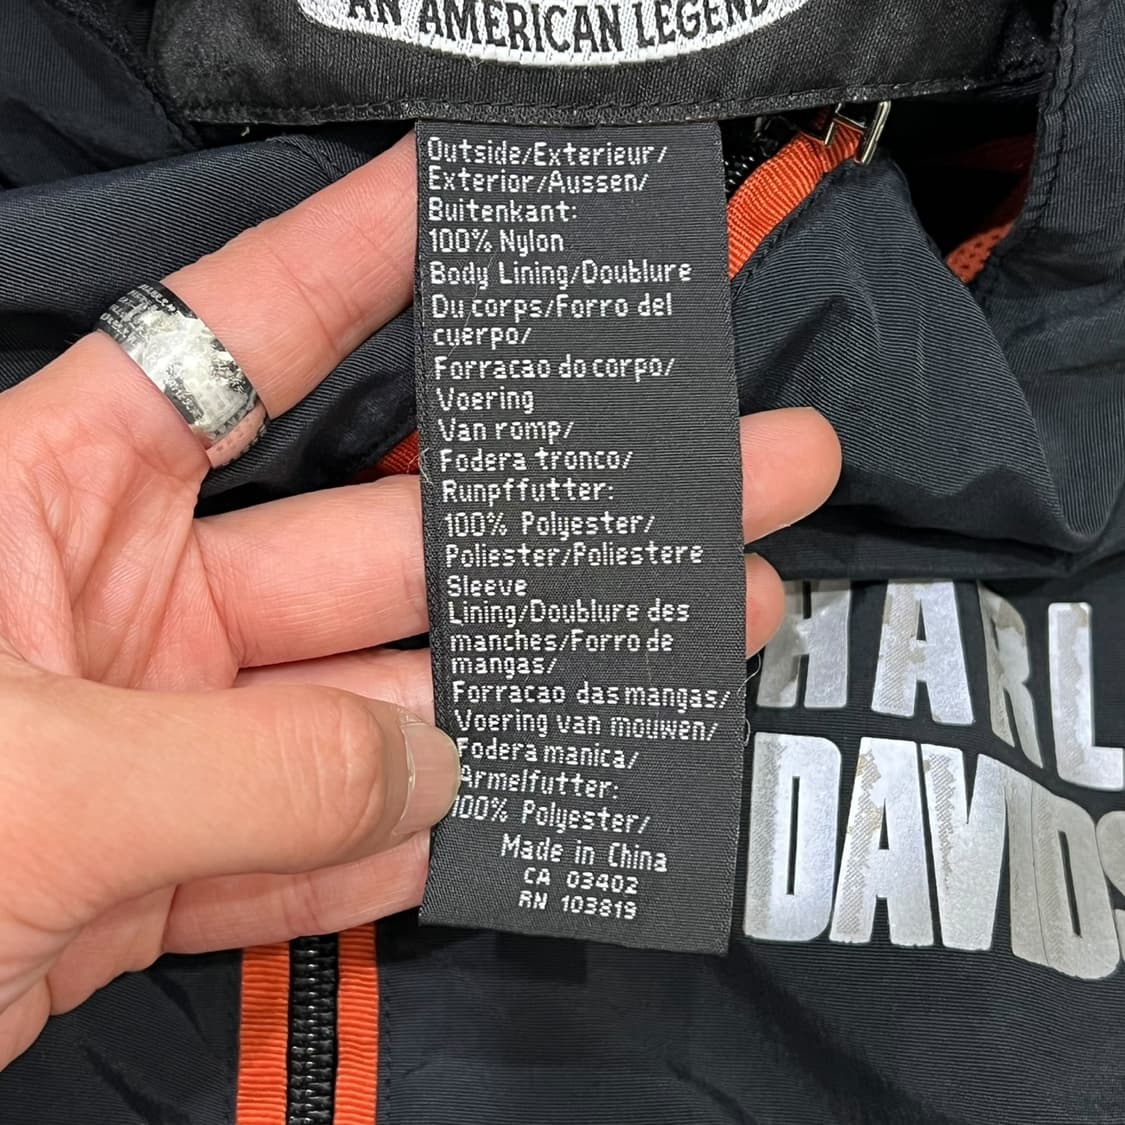 AN AMERICAN LEGEND
Outside/Exterieur/
Exterior/Aussen/
Buitenkant:
100% Nylon
Body Lining/Doublure
Du corps/Forro del
cuerpo/
Forracao do corpo/
Voering
Van romp/
Fodera tronco/
Runpffutter:
100% Polyester/
Poliester/Poliestere
Sleeve
Lining/Doublure des
manches/Forro de
mangas/
Forracao das mangas/
Voering van mouwen/
Fodera manica/
Armelfutter:
100% Polyester/
Made in China
CA 03402
RN 103819
HARL
DAVIDS